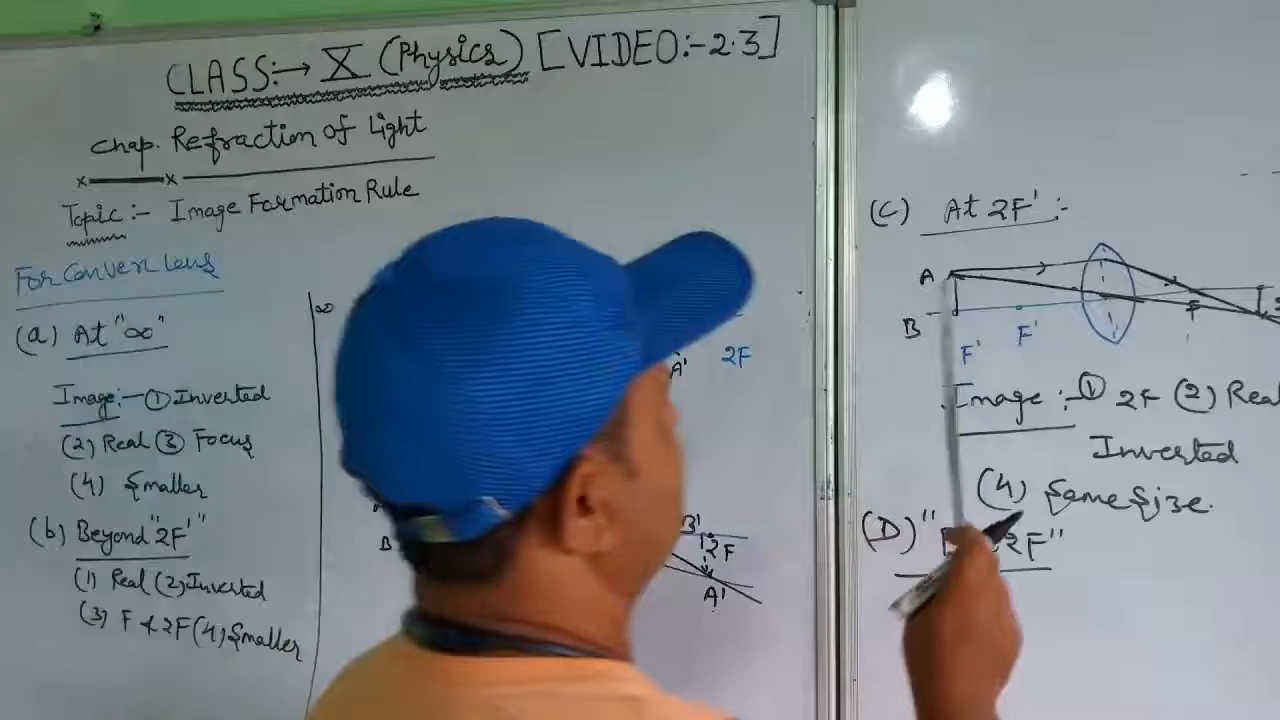 CLASS:→ X (Physics) [VIDEO:-2.3]
Chap. Refraction of Light
Topic:- Image Formation Rule
For Convex Lens
(a) At "∞"
Image:- ① Inverted
(2) Real ③ Focus
(4) Smaller
(b) Beyond "2F'"
(1) Real (2) Inverted
(3) F & 2F (4) Smaller
∞
A' 2F
B
B' 2F
A'
(C) At 2F':-
A
B F' F' F
Image:- ① 2F (2) Real
Inverted
(4) Same Size.
(D) " 2F"